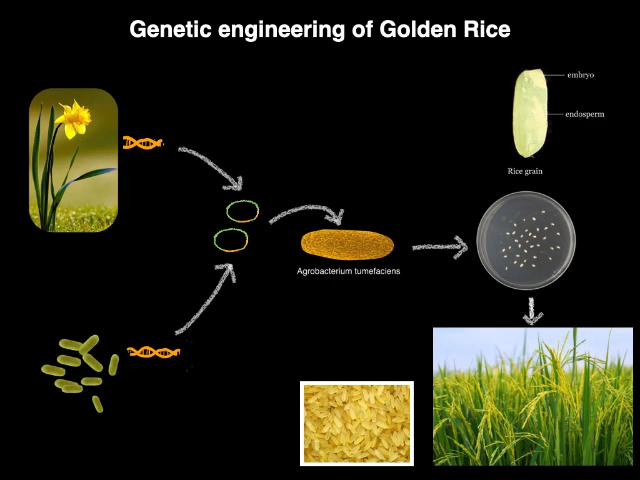 Genetic engineering of Golden Rice
embryo
endosperm
Rice grain
Agrobacterium tumefaciens